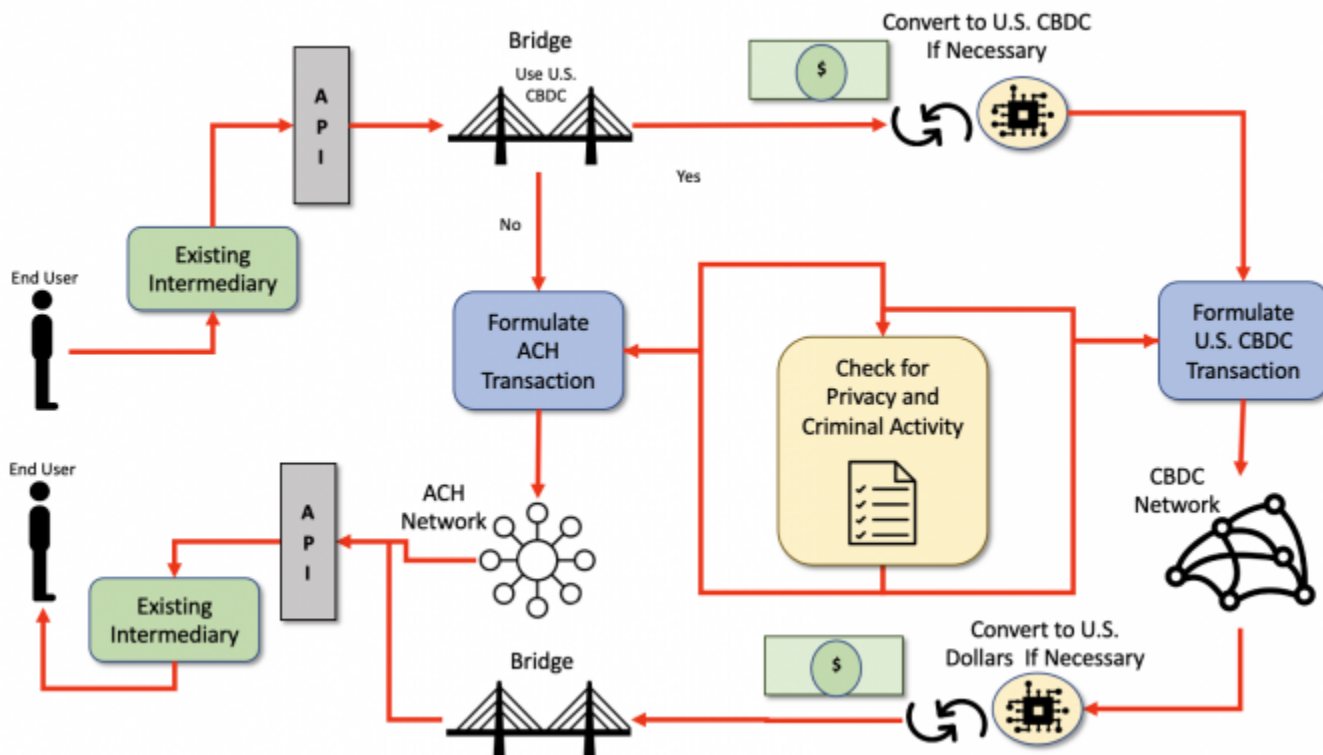 Convert to U.S. CBDC
If Necessary
$
Bridge
Use U.S.
CBDC
A
P
I
Yes
No
Existing
Intermediary
End User
Formulate
ACH
Transaction
Check for
Privacy and
Criminal Activity
Formulate
U.S. CBDC
Transaction
End User
A
P
I
ACH
Network
CBDC
Network
Existing
Intermediary
Bridge
$
Convert to U.S.
Dollars If Necessary